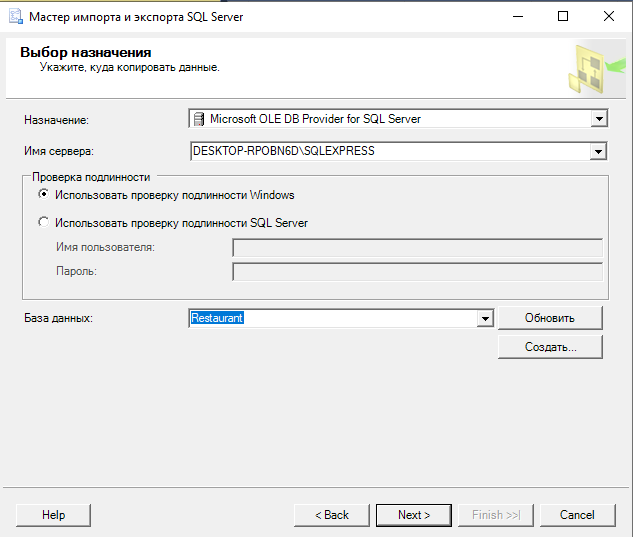 Мастер импорта и экспорта SQL Server
Выбор назначения
Укажите, куда копировать данные.
Назначение:
Microsoft OLE DB Provider for SQL Server
Имя сервера:
DESKTOP-RPOBN6D\SQLEXPRESS
Проверка подлинности
Использовать проверку подлинности Windows
Использовать проверку подлинности SQL Server
Имя пользователя:
Пароль:
База данных:
Restaurant
Обновить
Создать...
Help
< Back
Next >
Finish >>|
Cancel